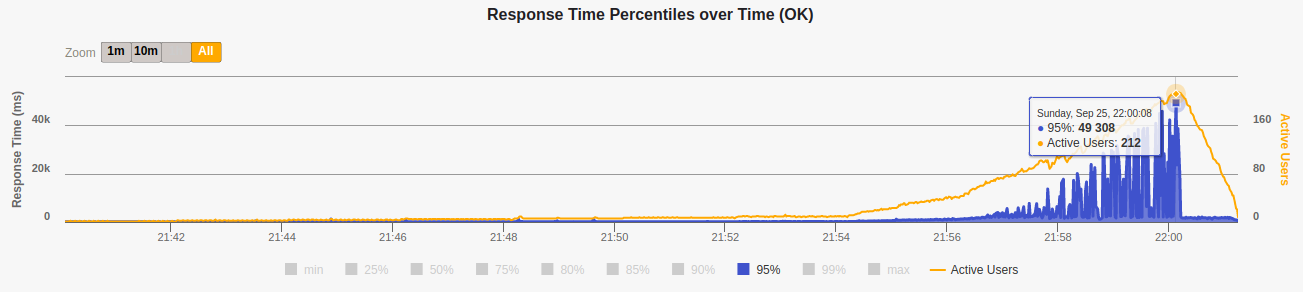 Response Time Percentiles over Time (OK)
Zoom 1m 10m All
Response Time (ms)
40k
20k
0
160
80
0
Active Users
Sunday, Sep 25, 22:00:08
● 95%: 49 308
● Active Users: 212
21:42 21:44 21:46 21:48 21:50 21:52 21:54 21:56 21:58 22:00
min 25% 50% 75% 80% 85% 90% 95% 99% max Active Users